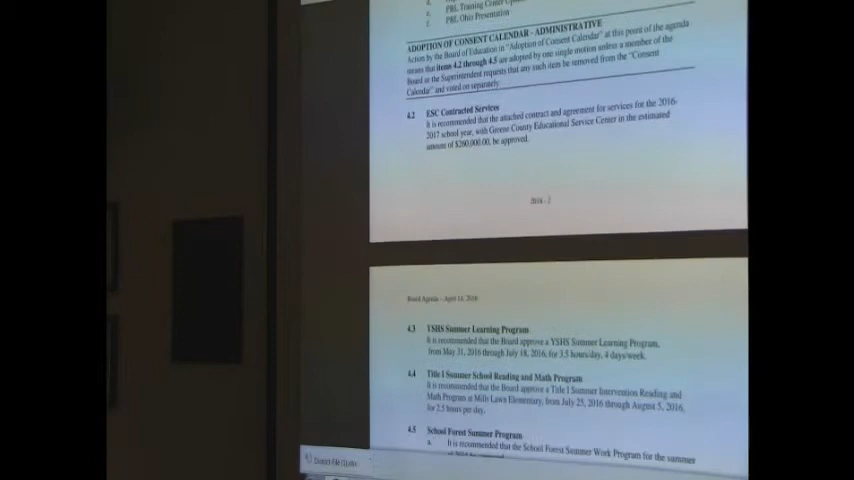 e. PBL Training Center
f. PBL Ohio Presentation
ADOPTION OF CONSENT CALENDAR - ADMINISTRATIVE
Action by the Board of Education in "Adoption of Consent Calendar" at this point of the agenda
means that items 4.2 through 4.5 are adopted by one single motion unless a member of the
Board or the Superintendent requests that any such item be removed from the "Consent
Calendar" and voted on separately.
4.2 ESC Contracted Services
It is recommended that the attached contract and agreement for services for the 2016-
2017 school year, with Greene County Educational Service Center in the estimated
amount of $260,000.00, be approved.
2016 - 2
Board Agenda - April 14, 2016
4.3 YSHS Summer Learning Program
It is recommended that the Board approve a YSHS Summer Learning Program,
from May 31, 2016 through July 18, 2016, for 3.5 hours/day, 4 days/week.
4.4 Title I Summer School Reading and Math Program
It is recommended that the Board approve a Title I Summer Intervention Reading and
Math Program at Mills Lawn Elementary, from July 25, 2016 through August 5, 2016,
for 2.5 hours per day.
4.5 School Forest Summer Program
a. It is recommended that the School Forest Summer Work Program for the summer